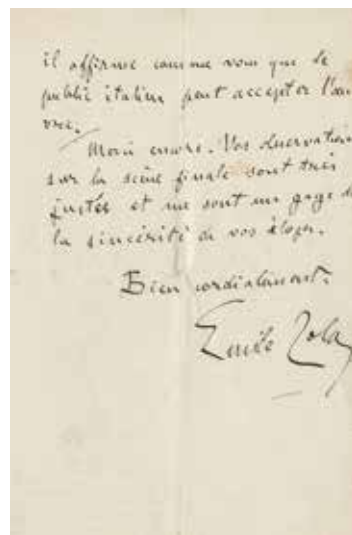 il affirme comme vous que le
public italien peut accepter l'œu
vre.
Merci encore. Vos observations
sur la scène finale sont très
justes et me sont un gage de
la sincérité de vos éloges.
Bien cordialement.
Emile Zola